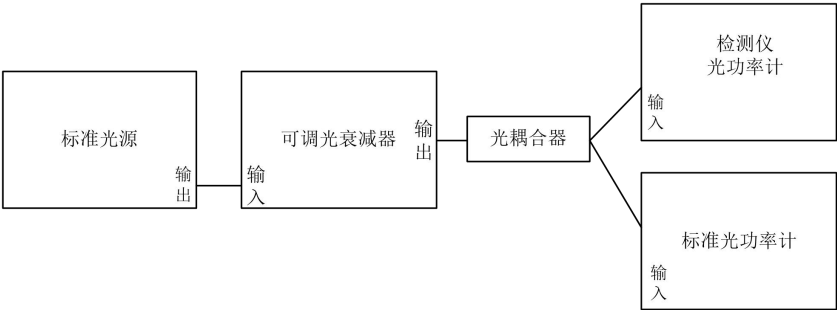 标准光源
输出
可调光衰减器
输入
输出
光耦合器
检测仪
光功率计
输入
标准光功率计
输入